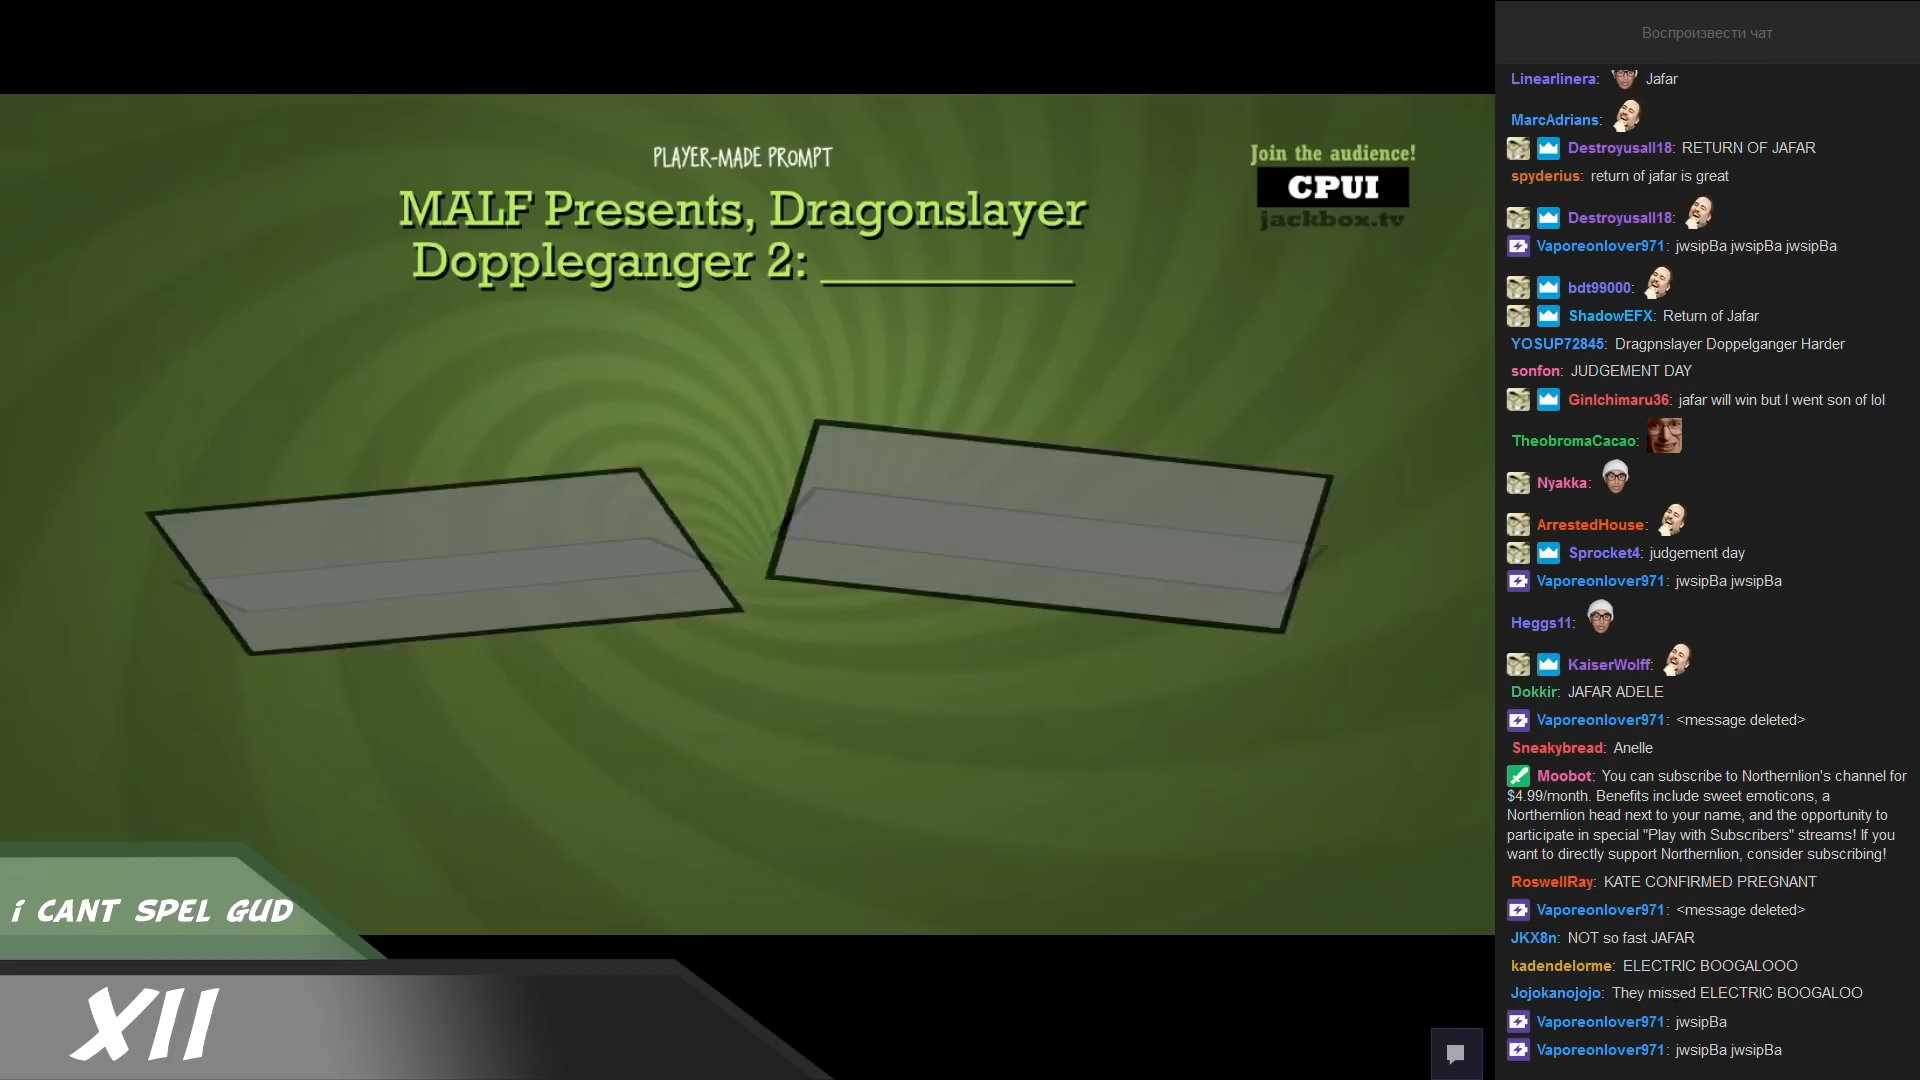 PLAYER-MADE PROMPT
MALF Presents, Dragonslayer
Doppleganger 2: __________
Join the audience!
CPUI
jackbox.tv
i CANT SPEL GUD
XII
Воспроизвести чат
Linearlinera: Jafar
MarcAdrians:
Destroyusall18: RETURN OF JAFAR
spyderius: return of jafar is great
Destroyusall18:
Vaporeonlover971: jwsipBa jwsipBa jwsipBa
bdt99000:
ShadowEFX: Return of Jafar
YOSUP72845: Dragpnslayer Doppelganger Harder
sonfon: JUDGEMENT DAY
GinIchimaru36: jafar will win but I went son of lol
TheobromaCacao:
Nyakka:
ArrestedHouse:
Sprocket4: judgement day
Vaporeonlover971: jwsipBa jwsipBa
Heggs11:
KaiserWolff:
Dokkir: JAFAR ADELE
Vaporeonlover971: <message deleted>
Sneakybread: Anelle
Moobot: You can subscribe to Northernlion's channel for
$4.99/month. Benefits include sweet emoticons, a
Northernlion head next to your name, and the opportunity to
participate in special "Play with Subscribers" streams! If you
want to directly support Northernlion, consider subscribing!
RoswellRay: KATE CONFIRMED PREGNANT
Vaporeonlover971: <message deleted>
JKX8n: NOT so fast JAFAR
kadendelorme: ELECTRIC BOOGALOOO
Jojokanojojo: They missed ELECTRIC BOOGALOO
Vaporeonlover971: jwsipBa
Vaporeonlover971: jwsipBa jwsipBa